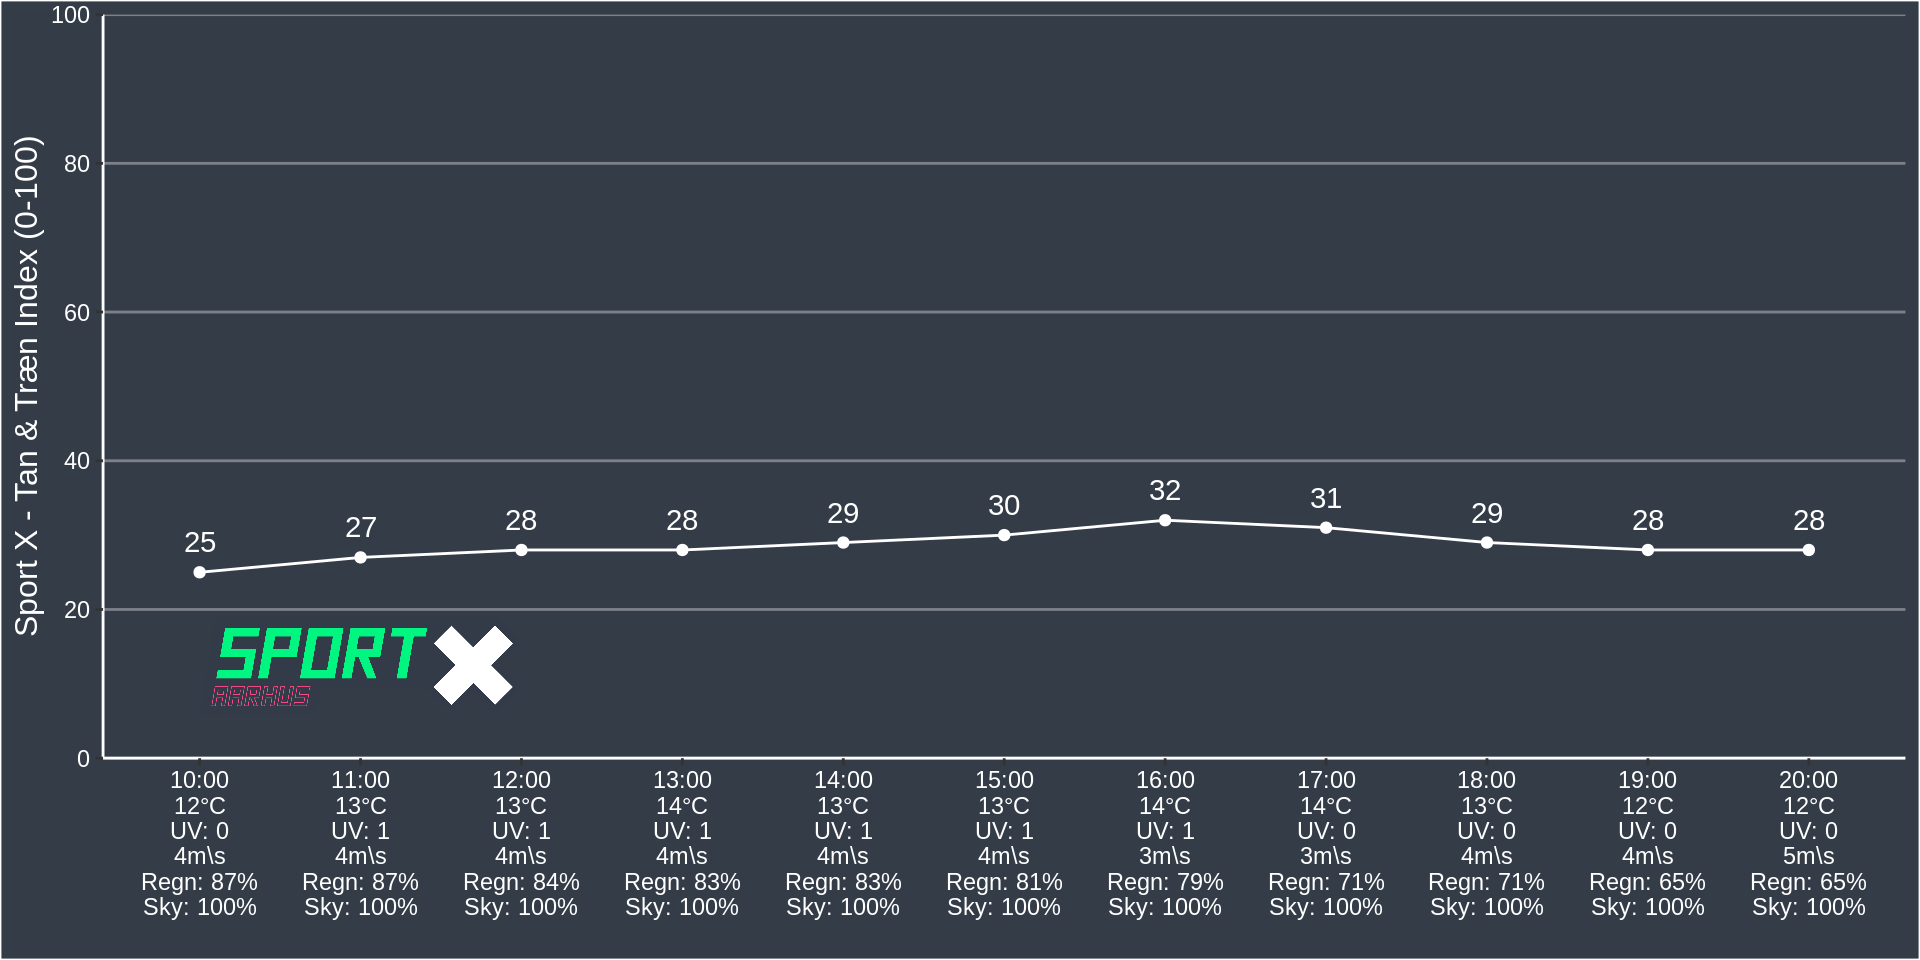 Sport X - Tan & Træn Index (0-100)
100
80
60
40
20
0
25 27 28 28 29 30 32 31 29 28 28
SPORT X
AARHUS
10:00 11:00 12:00 13:00 14:00 15:00 16:00 17:00 18:00 19:00 20:00
12°C 13°C 13°C 14°C 13°C 13°C 14°C 14°C 13°C 12°C 12°C
UV: 0 UV: 1 UV: 1 UV: 1 UV: 1 UV: 1 UV: 1 UV: 0 UV: 0 UV: 0 UV: 0
4m\s 4m\s 4m\s 4m\s 4m\s 4m\s 3m\s 3m\s 4m\s 4m\s 5m\s
Regn: 87% Regn: 87% Regn: 84% Regn: 83% Regn: 83% Regn: 81% Regn: 79% Regn: 71% Regn: 71% Regn: 65% Regn: 65%
Sky: 100% Sky: 100% Sky: 100% Sky: 100% Sky: 100% Sky: 100% Sky: 100% Sky: 100% Sky: 100% Sky: 100% Sky: 100%